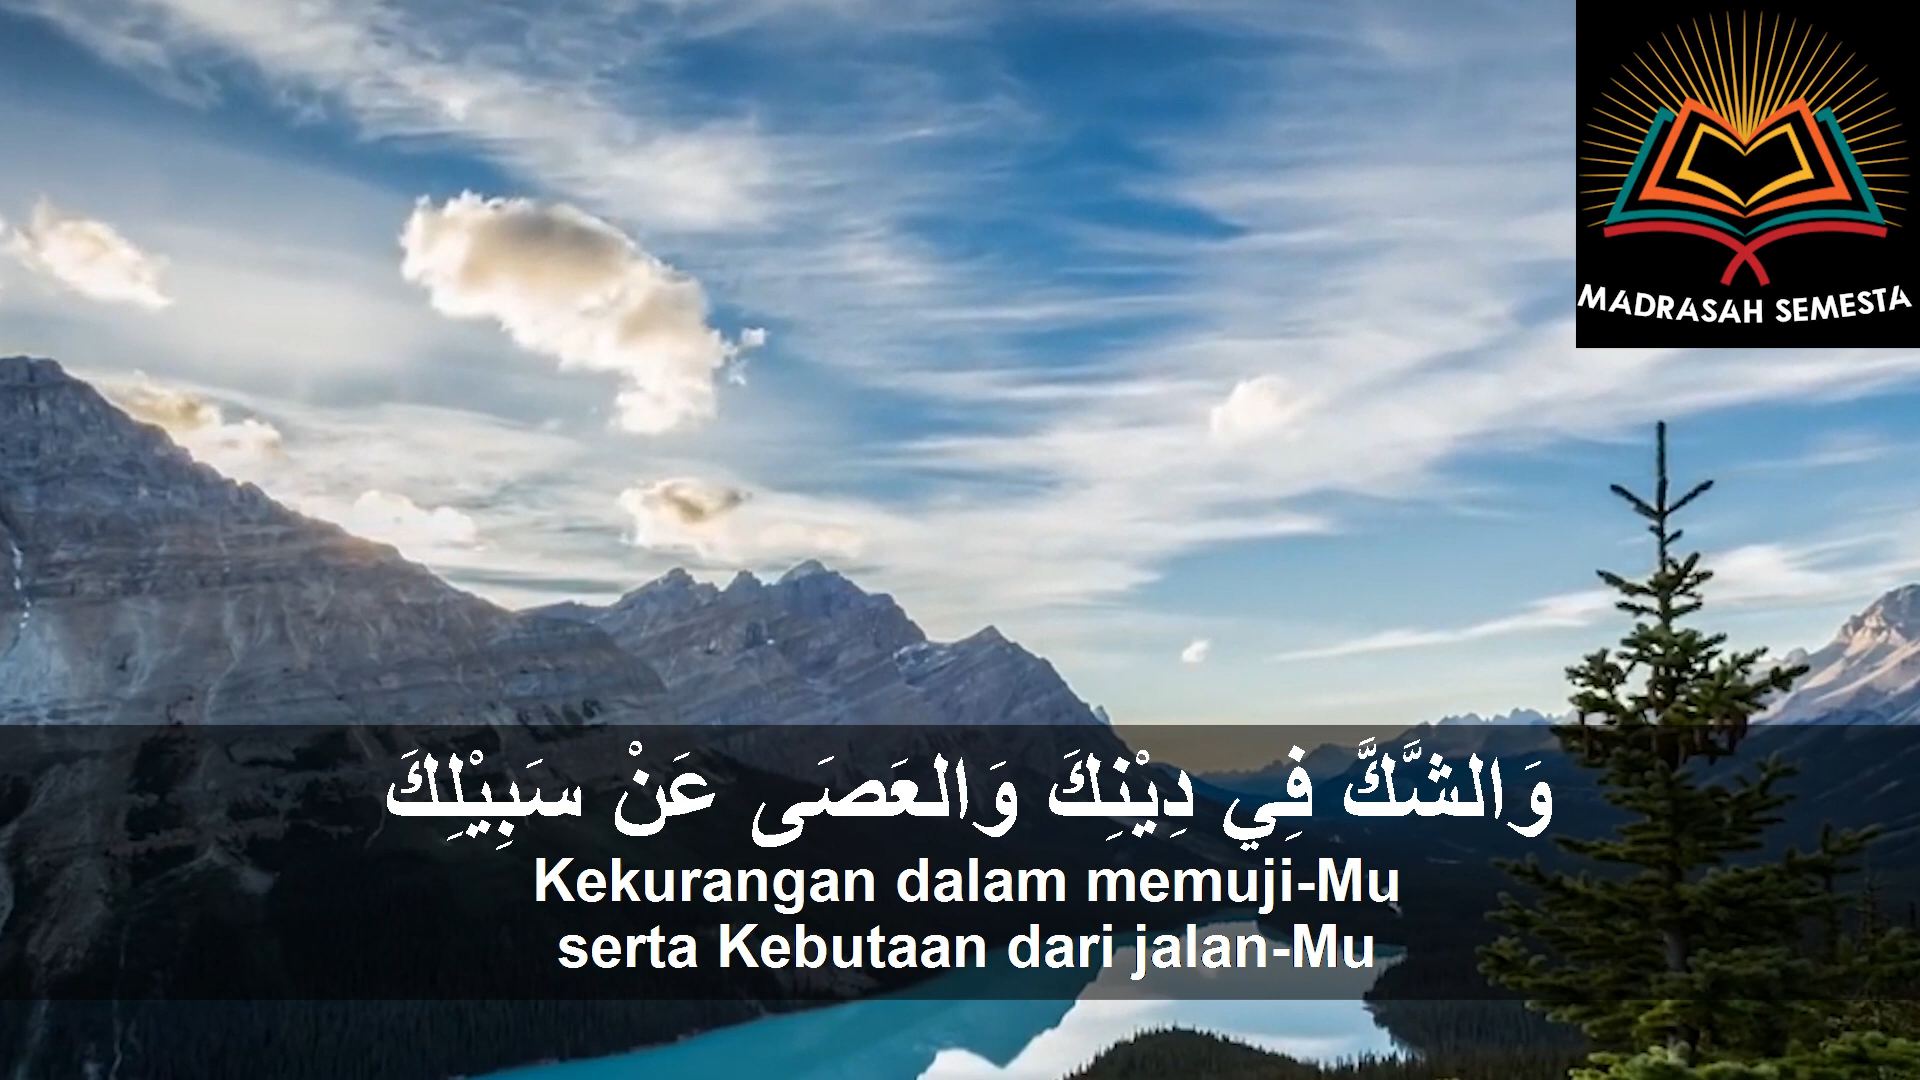 MADRASAH SEMESTA
وَالشَّكَّ فِي دِيْنِكَ وَالعَصَى عَنْ سَبِيْلِكَ
Kekurangan dalam memuji-Mu
serta Kebutaan dari jalan-Mu